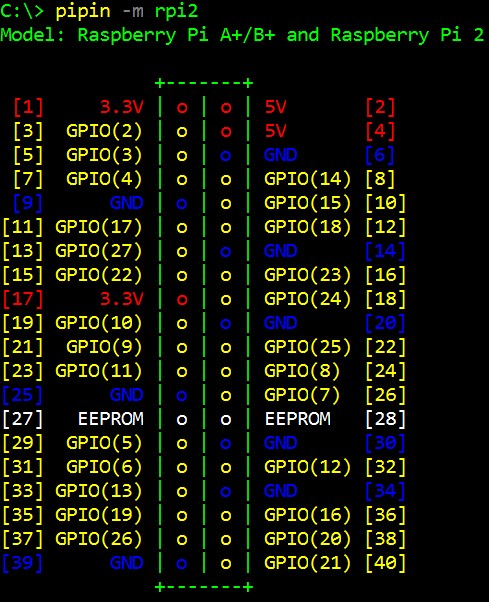 C:\> pipin -m rpi2
Model: Raspberry Pi A+/B+ and Raspberry Pi 2
+-------+
[1] 3.3V | o | o | 5V [2]
[3] GPIO(2) | o | o | 5V [4]
[5] GPIO(3) | o | o | GND [6]
[7] GPIO(4) | o | o | GPIO(14) [8]
[9] GND | o | o | GPIO(15) [10]
[11] GPIO(17) | o | o | GPIO(18) [12]
[13] GPIO(27) | o | o | GND [14]
[15] GPIO(22) | o | o | GPIO(23) [16]
[17] 3.3V | o | o | GPIO(24) [18]
[19] GPIO(10) | o | o | GND [20]
[21] GPIO(9) | o | o | GPIO(25) [22]
[23] GPIO(11) | o | o | GPIO(8) [24]
[25] GND | o | o | GPIO(7) [26]
[27] EEPROM | o | o | EEPROM [28]
[29] GPIO(5) | o | o | GND [30]
[31] GPIO(6) | o | o | GPIO(12) [32]
[33] GPIO(13) | o | o | GND [34]
[35] GPIO(19) | o | o | GPIO(16) [36]
[37] GPIO(26) | o | o | GPIO(20) [38]
[39] GND | o | o | GPIO(21) [40]
+-------+